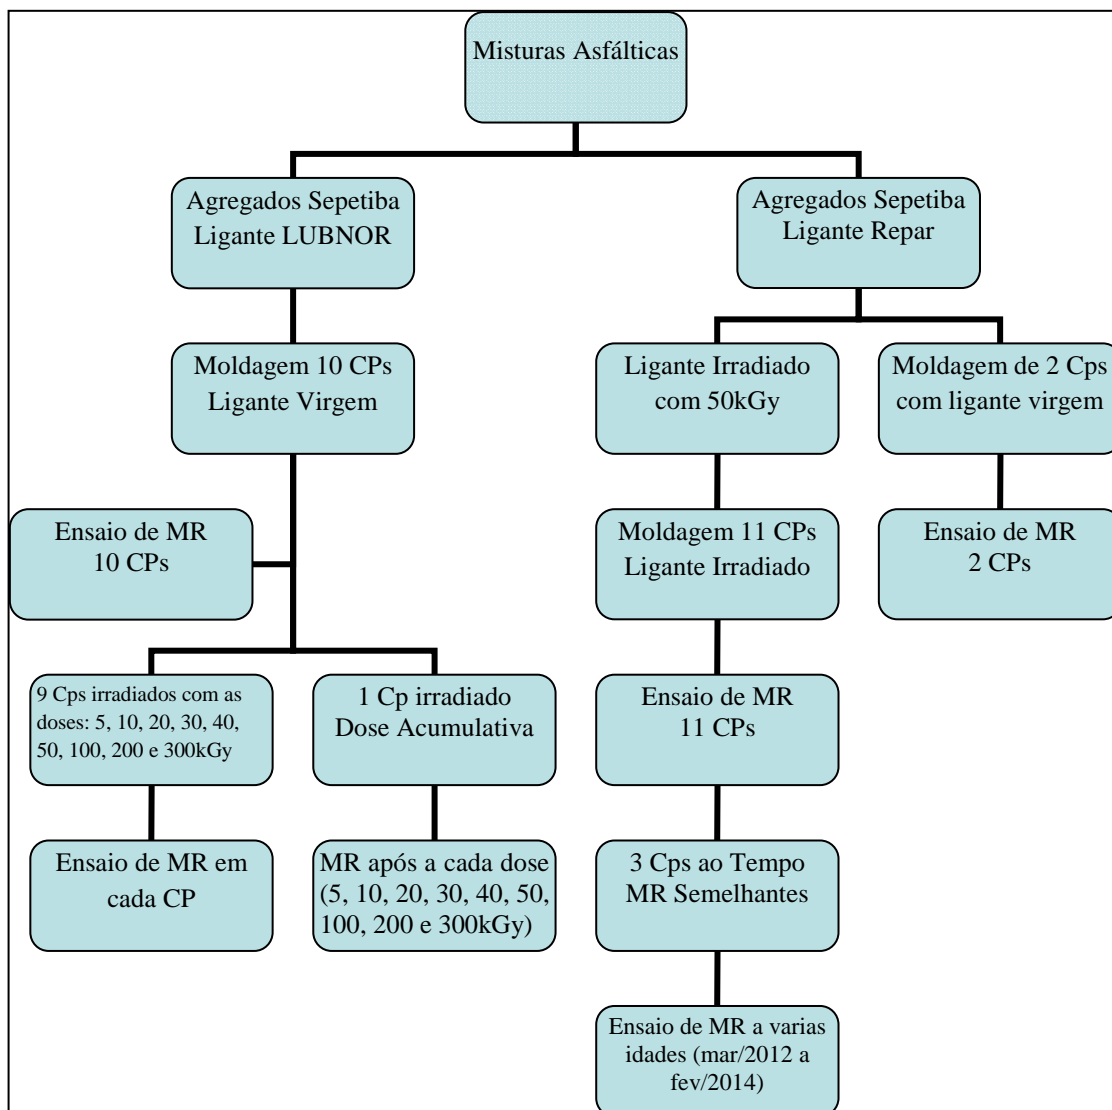 Misturas Asfálticas
Agregados Sepetiba
Ligante LUBNOR
Agregados Sepetiba
Ligante Repar
Moldagem 10 CPs
Ligante Virgem
Ligante Irradiado
com 50kGy
Moldagem de 2 Cps
com ligante virgem
Ensaio de MR
10 CPs
Moldagem 11 CPs
Ligante Irradiado
Ensaio de MR
2 CPs
9 Cps irradiados com as
doses: 5, 10, 20, 30, 40,
50, 100, 200 e 300kGy
1 Cp irradiado
Dose Acumulativa
Ensaio de MR
11 CPs
Ensaio de MR em
cada CP
MR após a cada dose
(5, 10, 20, 30, 40, 50,
100, 200 e 300kGy)
3 Cps ao Tempo
MR Semelhantes
Ensaio de MR a varias
idades (mar/2012 a
fev/2014)